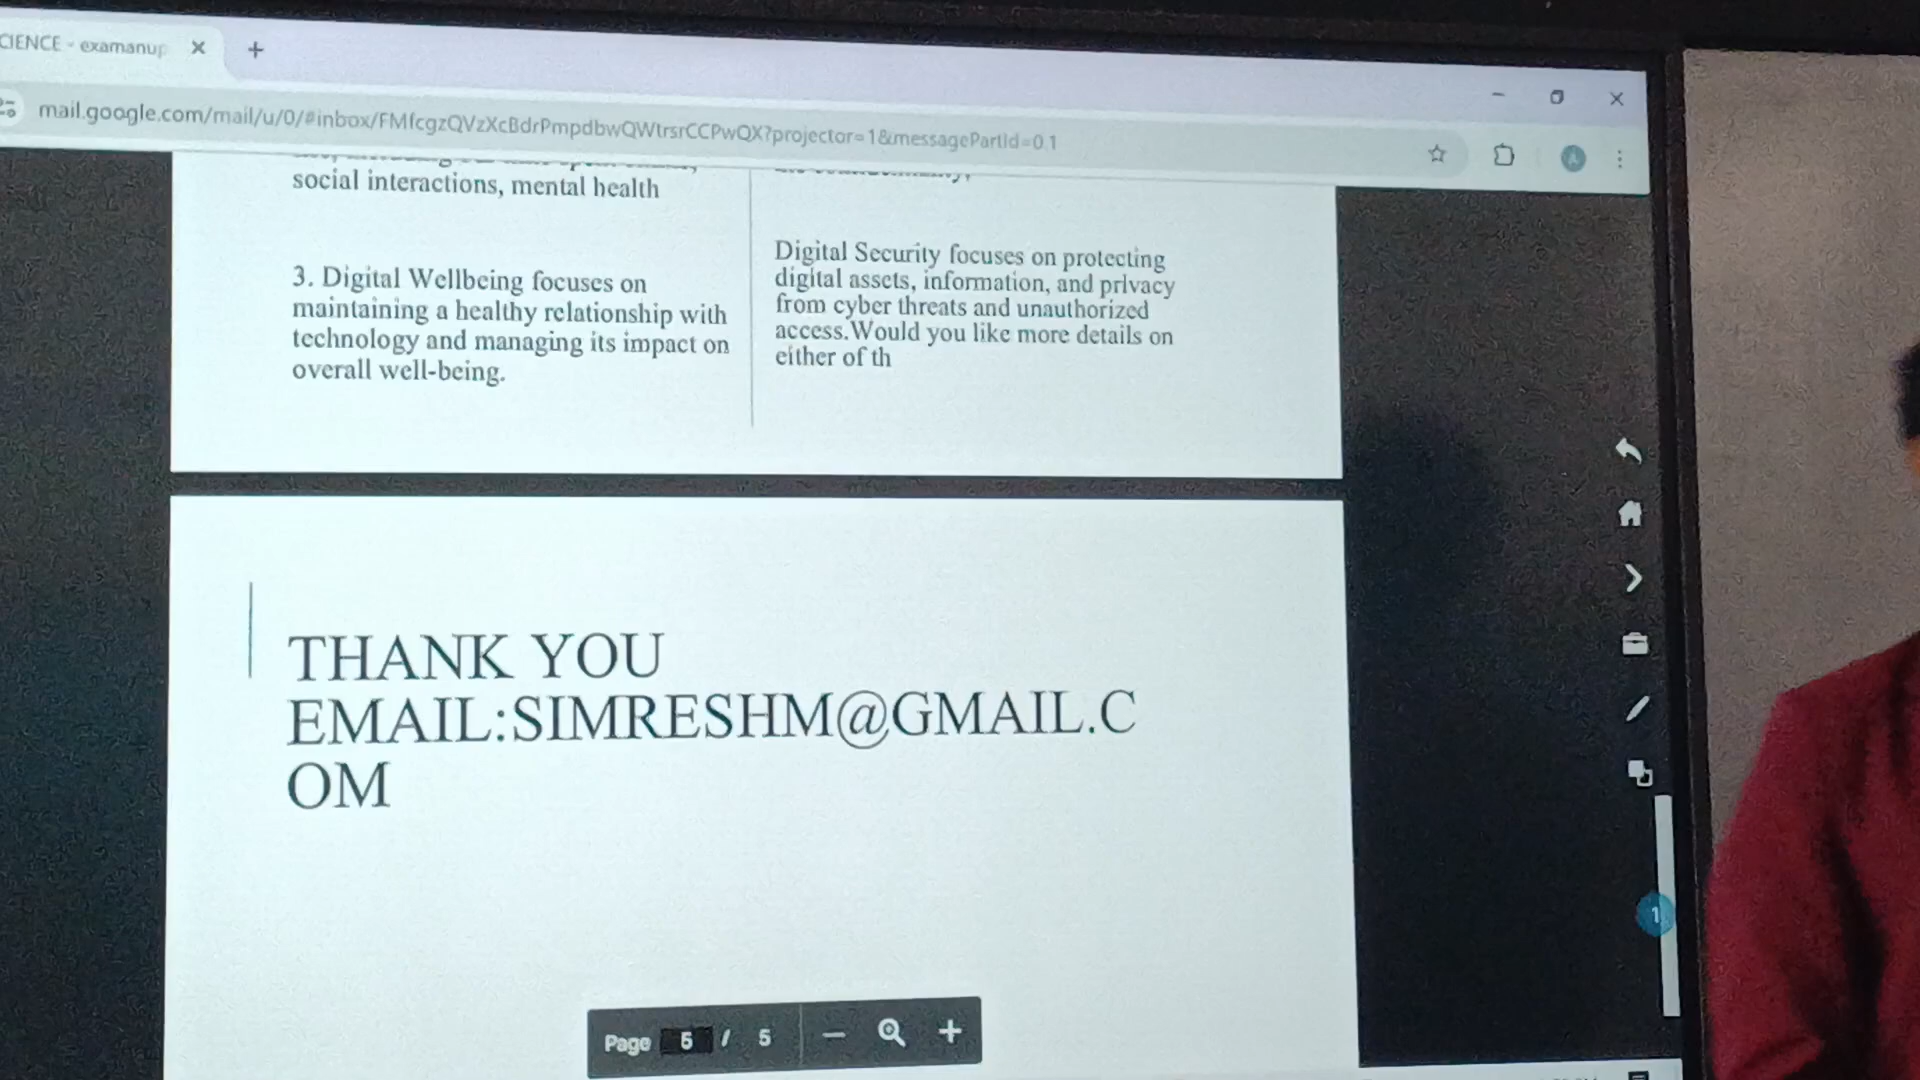 CIENCE - examanup
mail.google.com/mail/u/0/#inbox/FMfcgzQVzXcBdrPmpdbwQWtrsrCCPwQX?projector=1&messagePartId=0.1
social interactions, mental health
3. Digital Wellbeing focuses on
maintaining a healthy relationship with
technology and managing its impact on
overall well-being.
Digital Security focuses on protecting
digital assets, information, and privacy
from cyber threats and unauthorized
access.Would you like more details on
either of th
THANK YOU
EMAIL:SIMRESHM@GMAIL.C
OM
1
Page 5 / 5